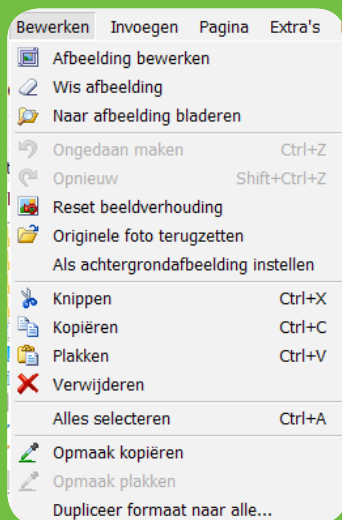 Bewerken Invoegen Pagina Extra's
Afbeelding bewerken
Wis afbeelding
Naar afbeelding bladeren
Ongedaan maken Ctrl+Z
Opnieuw Shift+Ctrl+Z
Reset beeldverhouding
Originele foto terugzetten
Als achtergrondafbeelding instellen
Knippen Ctrl+X
Kopiëren Ctrl+C
Plakken Ctrl+V
Verwijderen
Alles selecteren Ctrl+A
Opmaak kopiëren
Opmaak plakken
Dupliceer formaat naar alle...